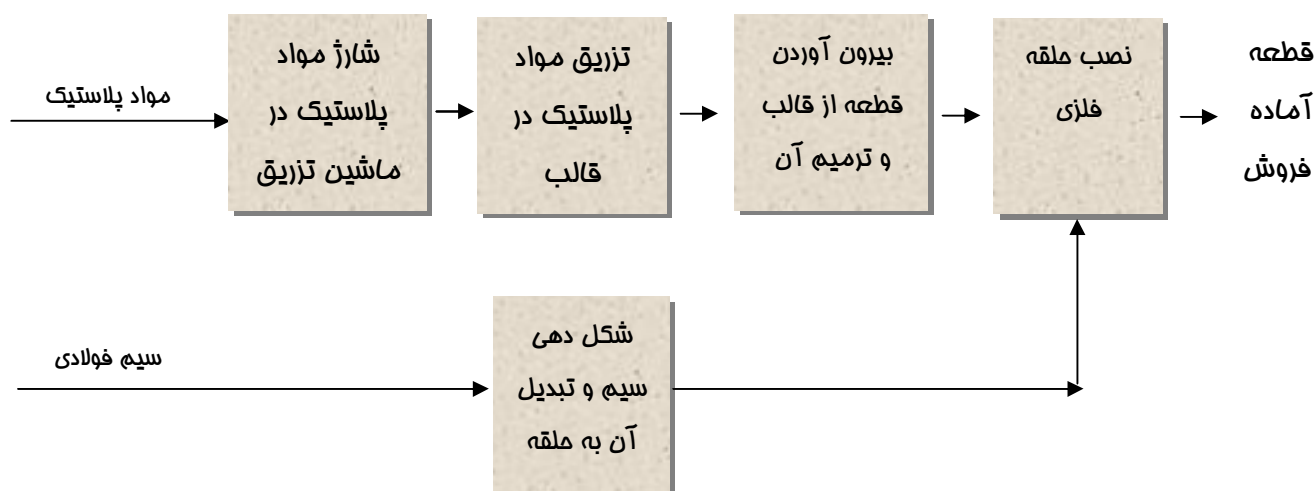 مواد پلاستیک
شارژ مواد
پلاستیک در
ماشین تزریق
تزریق مواد
پلاستیک در
قالب
بیرون آوردن
قطعه از قالب
و ترمیم آن
نصب حلقه
فلزی
قطعه
آماده
فروش
سیم فولادی
شکل دهی
سیم و تبدیل
آن به حلقه